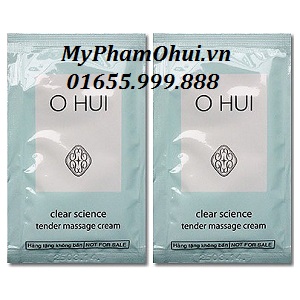 MyPhamOhui.vn
01655.999.888
O HUI
clear science
tender massage cream
Hàng tặng không bán NOT FOR SALE
O HUI
clear science
tender massage cream
Hàng tặng không bán NOT FOR SALE